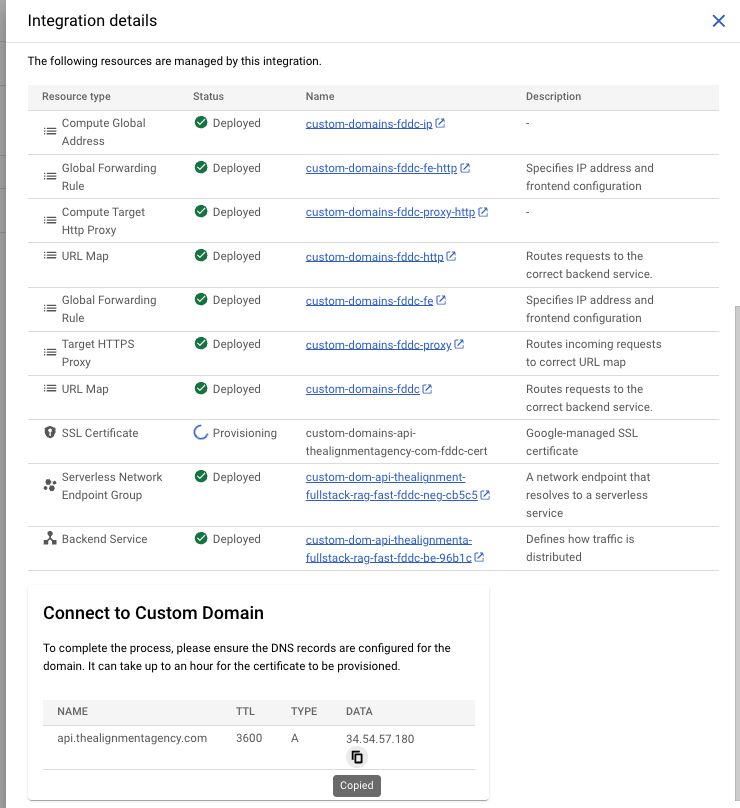 Integration details
The following resources are managed by this integration.
Resource type Status Name Description
Compute Global Address Deployed custom-domains-fddc-ip -
Global Forwarding Rule Deployed custom-domains-fddc-fe-http Specifies IP address and frontend configuration
Compute Target Http Proxy Deployed custom-domains-fddc-proxy-http -
URL Map Deployed custom-domains-fddc-http Routes requests to the correct backend service.
Global Forwarding Rule Deployed custom-domains-fddc-fe Specifies IP address and frontend configuration
Target HTTPS Proxy Deployed custom-domains-fddc-proxy Routes incoming requests to correct URL map
URL Map Deployed custom-domains-fddc Routes requests to the correct backend service.
SSL Certificate Provisioning custom-domains-api-thealignmentagency-com-fddc-cert Google-managed SSL certificate
Serverless Network Endpoint Group Deployed custom-dom-api-thealignment-fullstack-rag-fast-fddc-neg-cb5c5 A network endpoint that resolves to a serverless service
Backend Service Deployed custom-dom-api-thealignmenta-fullstack-rag-fast-fddc-be-96b1c Defines how traffic is distributed
Connect to Custom Domain
To complete the process, please ensure the DNS records are configured for the
domain. It can take up to an hour for the certificate to be provisioned.
NAME TTL TYPE DATA
api.thealignmentagency.com 3600 A 34.54.57.180
Copied